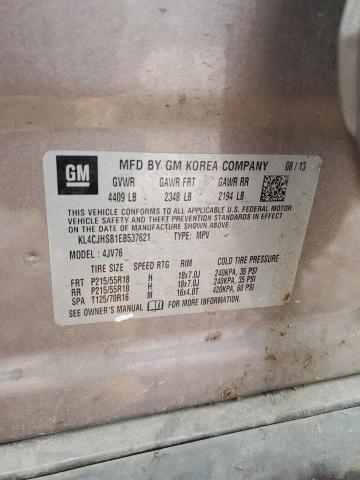 GM
MFD BY GM KOREA COMPANY 08/13
GVWR GAWR FRT GAWR RR
4409 LB 2348 LB 2194 LB
THIS VEHICLE CONFORMS TO ALL APPLICABLE U.S. FEDERAL MOTOR
VEHICLE SAFETY AND THEFT PREVENTION STANDARDS IN EFFECT
ON THE DATE OF MANUFACTURE SHOWN ABOVE.
KL4CJHSB1EB537621 TYPE: MPV
MODEL: 4JV76
TIRE SIZE SPEED RTG RIM COLD TIRE PRESSURE
FRT P215/55R18 H 18x7.0J 240KPA, 35 PSI
RR P215/55R18 H 18x7.0J 240KPA, 35 PSI
SPA T125/70R16 M 16x4.0T 420KPA, 60 PSI
SEE OWNER'S MANUAL FOR MORE INFORMATION.